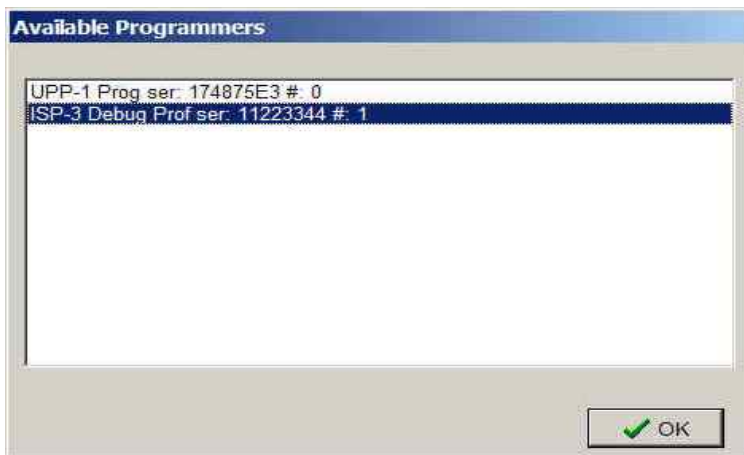 Available Programmers
UPP-1 Prog ser: 174875E3 #: 0
ISP-3 Debug Prof ser: 11223344 #: 1
OK